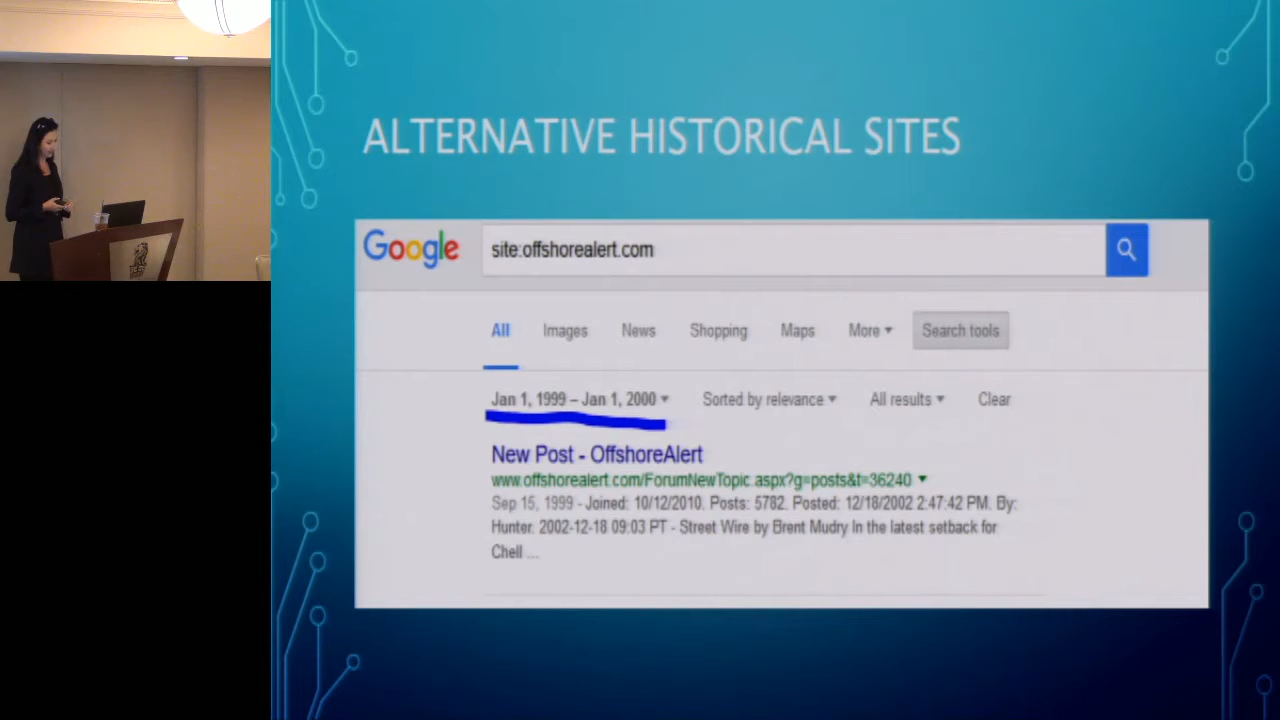 ALTERNATIVE HISTORICAL SITES
Google site:offshorealert.com
All Images News Shopping Maps More Search tools
Jan 1, 1999 – Jan 1, 2000 Sorted by relevance All results Clear
New Post - OffshoreAlert
www.offshorealert.com/ForumNewTopic.aspx?g=posts&t=36240
Sep 15, 1999 - Joined: 10/12/2010. Posts: 5782. Posted: 12/18/2002 2:47:42 PM. By:
Hunter. 2002-12-18 09:03 PT - Street Wire by Brent Mudry In the latest setback for
Chell ...